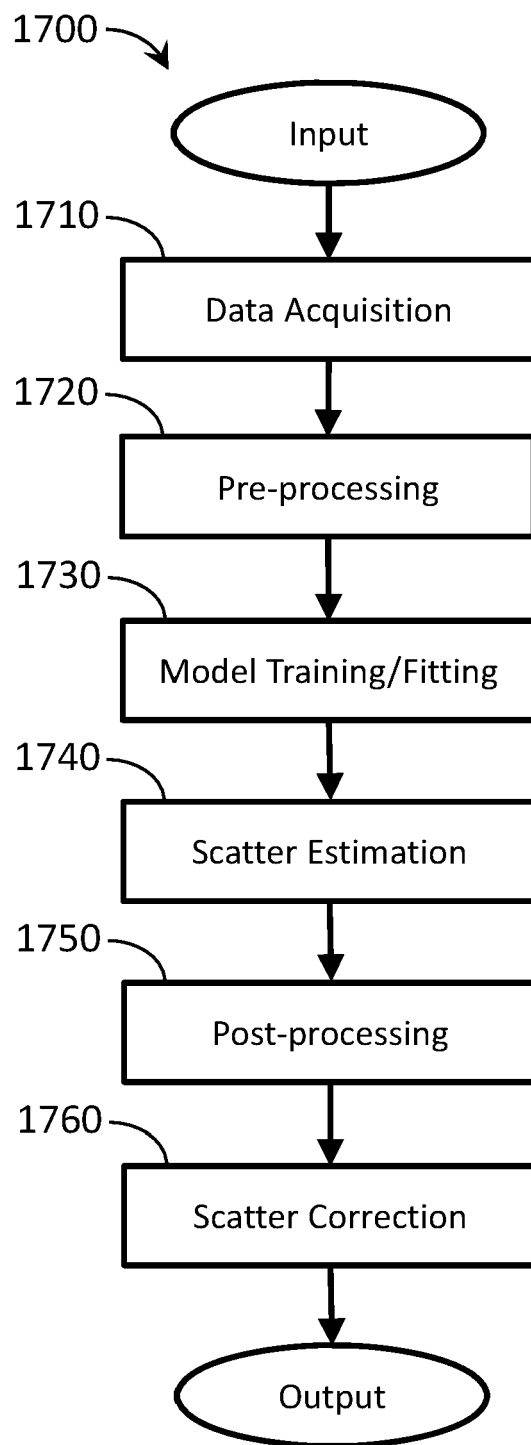 1700
Input
1710
Data Acquisition
1720
Pre-processing
1730
Model Training/Fitting
1740
Scatter Estimation
1750
Post-processing
1760
Scatter Correction
Output